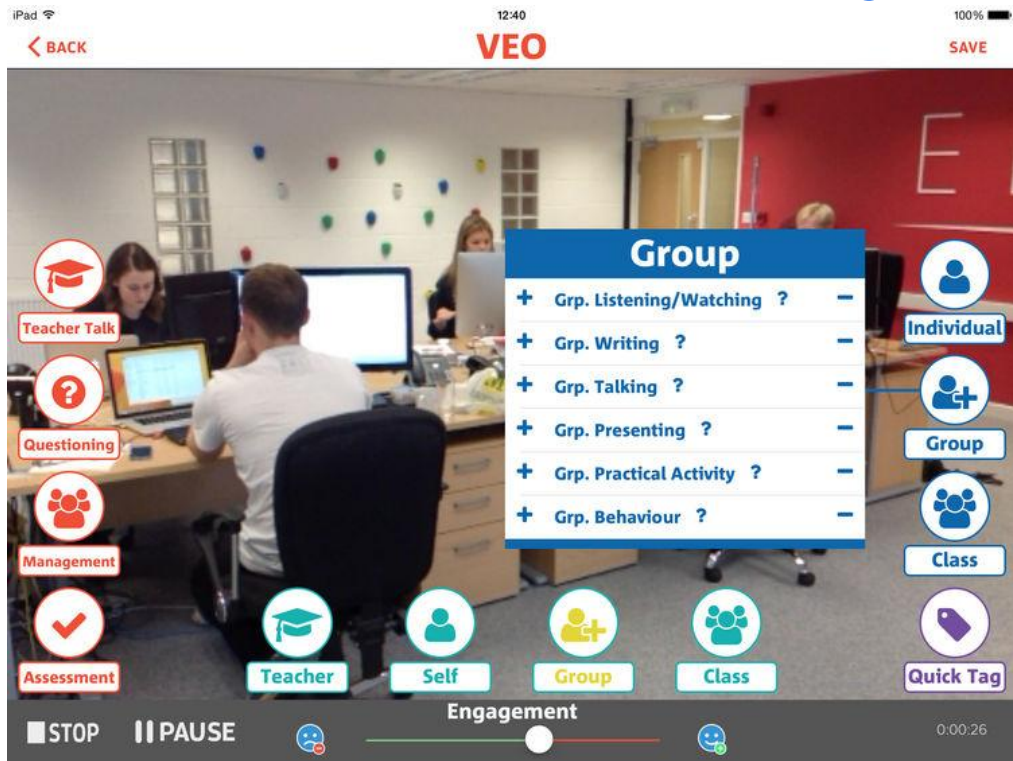 iPad 12:40 100%
BACK VEO SAVE
E
Group
+ Grp. Listening/Watching ? −
+ Grp. Writing ? −
+ Grp. Talking ? −
+ Grp. Presenting ? −
+ Grp. Practical Activity ? −
+ Grp. Behaviour ? −
Teacher Talk
Questioning
Management
Assessment
Individual
Group
Class
Quick Tag
Teacher Self Group Class
Engagement
STOP PAUSE 0:00:26